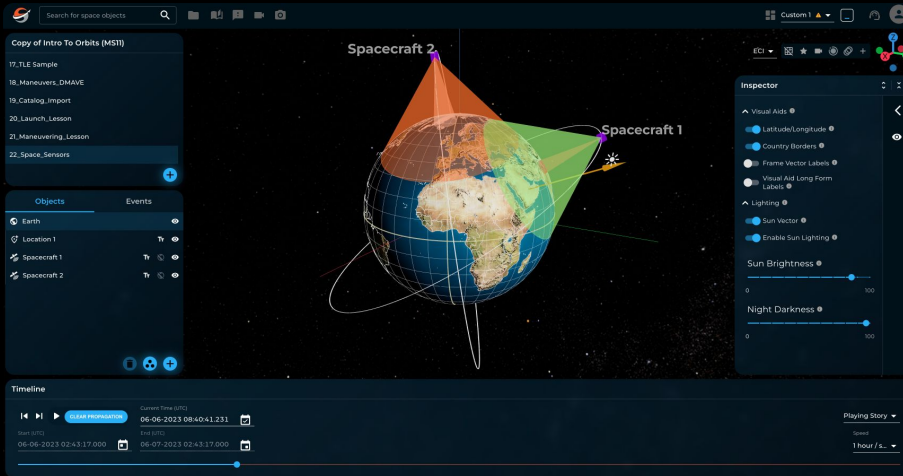 Search for space objects
Custom 1
Copy of Intro To Orbits (MS11)
17_TLE Sample
18_Maneuvers_DMAVE
19_Catalog_Import
20_Launch_Lesson
21_Maneuvering_Lesson
22_Space_Sensors
Objects Events
Earth
Location 1 Tr
Spacecraft 1 Tr
Spacecraft 2 Tr
Spacecraft 2
Spacecraft 1
ECI
Z
X
Inspector
Visual Aids
Latitude/Longitude
Country Borders
Frame Vector Labels
Visual Aid Long Form
Labels
Lighting
Sun Vector
Enable Sun Lighting
Sun Brightness
0 100
Night Darkness
0 100
Timeline
CLEAR PROPAGATION
Current Time (UTC)
06-06-2023 08:40:41.231
Start (UTC) End (UTC)
06-06-2023 02:43:17.000 06-07-2023 02:43:17.000
Playing Story
Speed
1 hour / s...